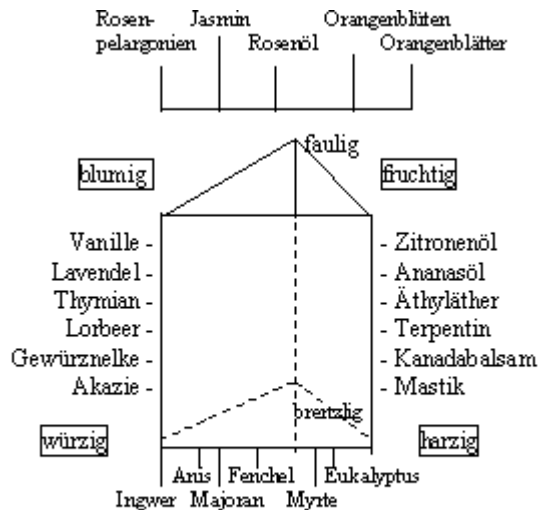 Rosen- Jasmin Orangenblüten
pelargonien Rosenöl Orangenblätter
faulig
blumig fruchtig
Vanille - - Zitronenöl
Lavendel - - Ananasöl
Thymian - - Äthyläther
Lorbeer - - Terpentin
Gewürznelke - - Kanadabalsam
Akazie - - Mastik
brertzlig
würzig harzig
Anis Fenchel Eukalyptus
Ingwer Majoran Myrte